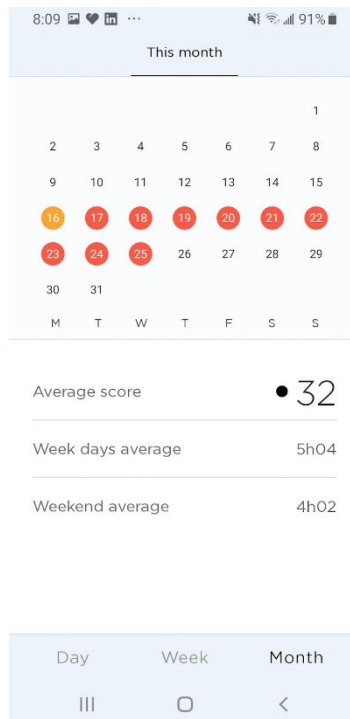 8:09 in ... 91%
This month
1
2 3 4 5 6 7 8
9 10 11 12 13 14 15
16 17 18 19 20 21 22
23 24 25 26 27 28 29
30 31
M T W T F S S
Average score 32
Week days average 5h04
Weekend average 4h02
Day Week Month